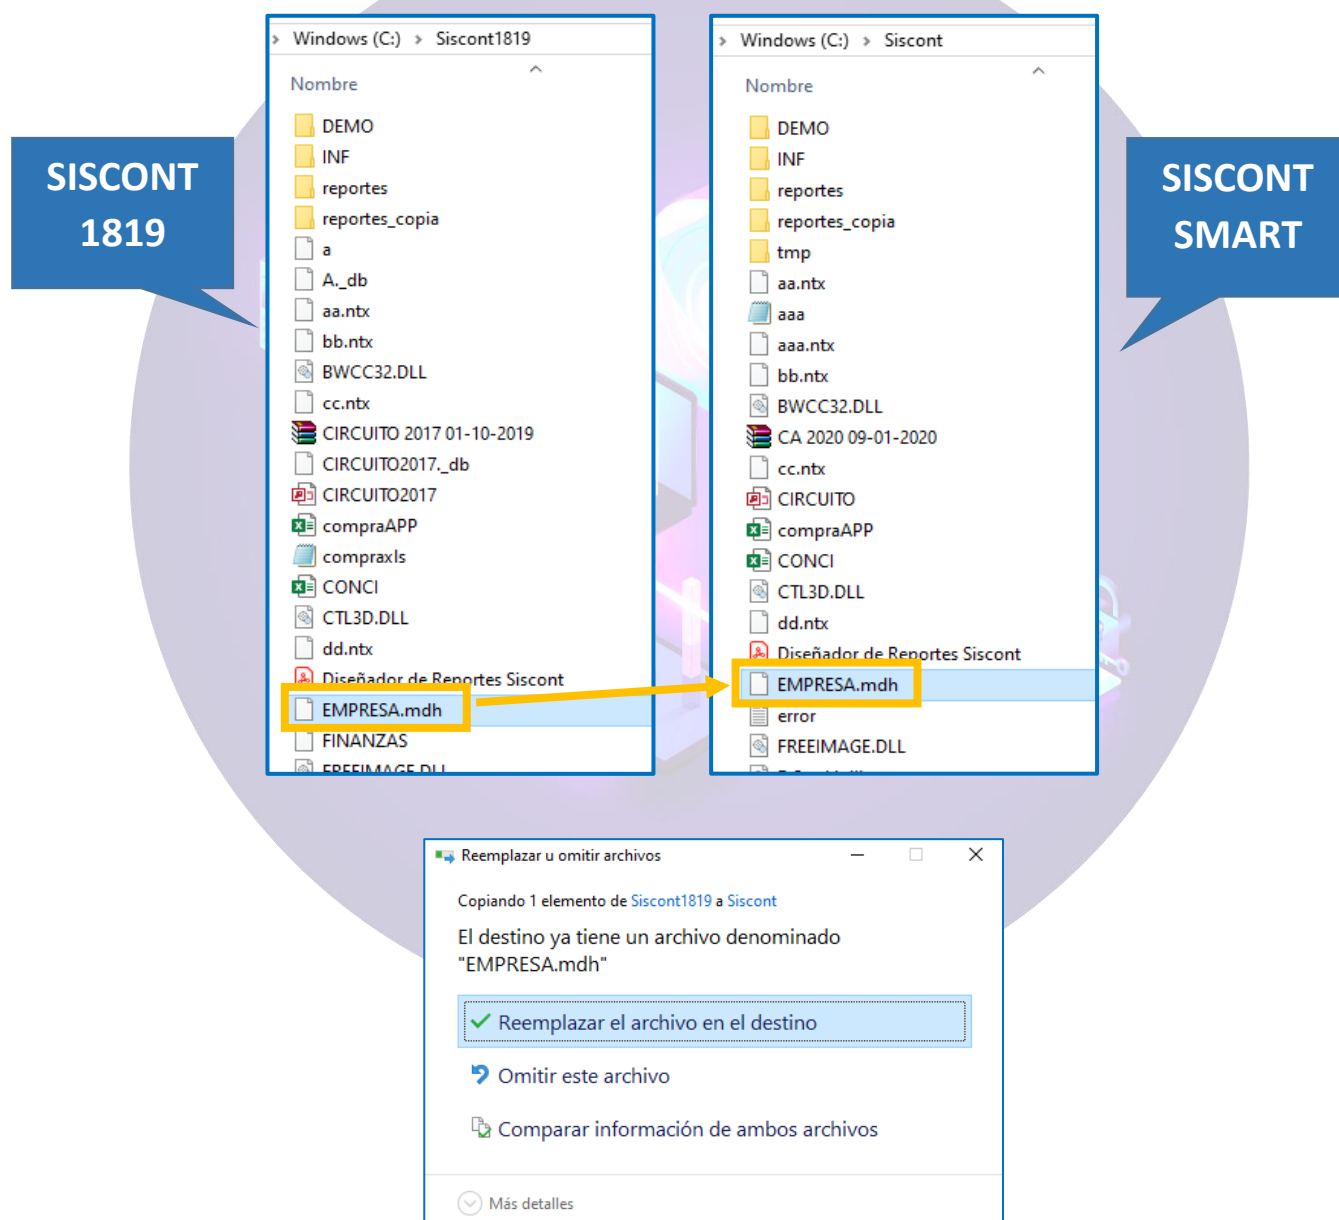 SISCONT
1819
Windows (C:) > Siscont1819
Nombre
DEMO
INF
reportes
reportes_copia
a
A._db
aa.ntx
bb.ntx
BWCC32.DLL
cc.ntx
CIRCUITO 2017 01-10-2019
CIRCUITO2017._db
CIRCUITO2017
compraAPP
compraxls
CONCI
CTL3D.DLL
dd.ntx
Diseñador de Reportes Siscont
EMPRESA.mdh
FINANZAS
FREEIMAGE.DLL
Windows (C:) > Siscont
Nombre
DEMO
INF
reportes
reportes_copia
tmp
aa.ntx
aaa
aaa.ntx
bb.ntx
BWCC32.DLL
CA 2020 09-01-2020
cc.ntx
CIRCUITO
compraAPP
CONCI
CTL3D.DLL
dd.ntx
Diseñador de Reportes Siscont
EMPRESA.mdh
error
FREEIMAGE.DLL
SISCONT
SMART
Reemplazar u omitir archivos
Copiando 1 elemento de Siscont1819 a Siscont
El destino ya tiene un archivo denominado
"EMPRESA.mdh"
Reemplazar el archivo en el destino
Omitir este archivo
Comparar información de ambos archivos
Más detalles